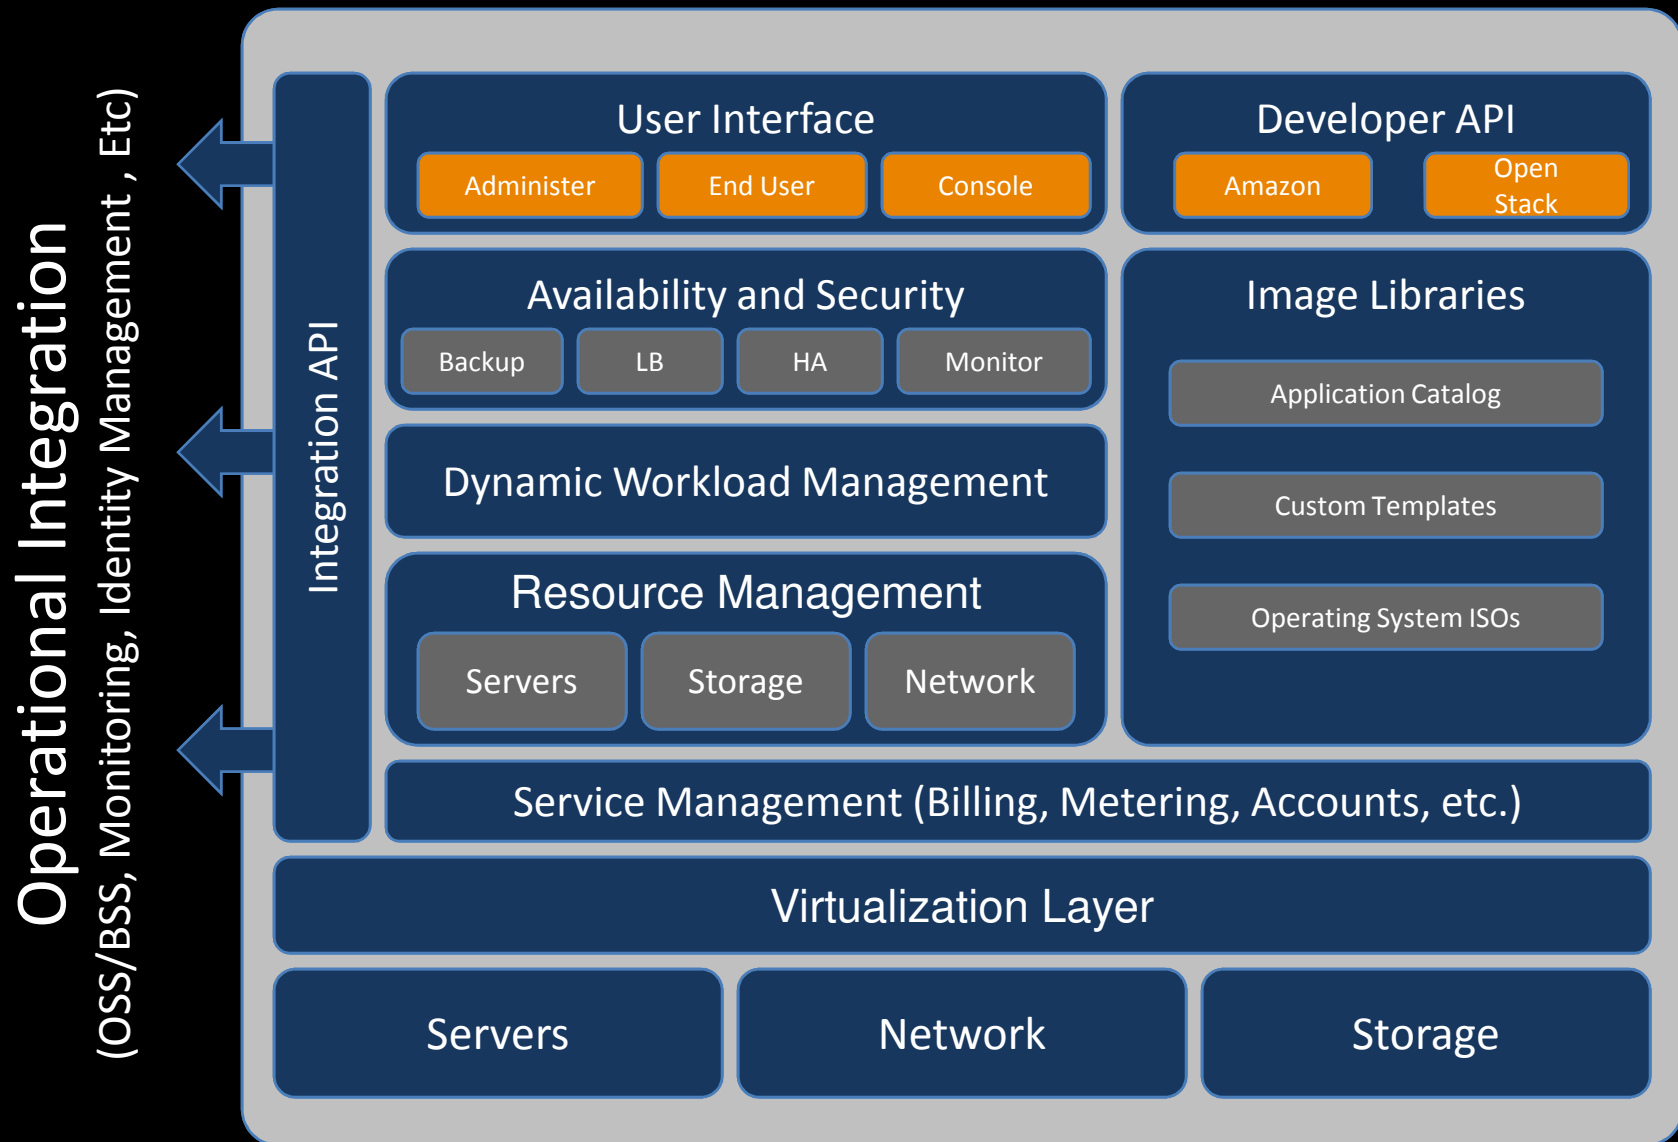 Operational Integration
(OSS/BSS, Monitoring, Identity Management , Etc)
Integration API
User Interface
Administer
End User
Console
Developer API
Amazon
Open
Stack
Availability and Security
Backup
LB
HA
Monitor
Image Libraries
Application Catalog
Custom Templates
Operating System ISOs
Dynamic Workload Management
Resource Management
Servers
Storage
Network
Service Management (Billing, Metering, Accounts, etc.)
Virtualization Layer
Servers
Network
Storage